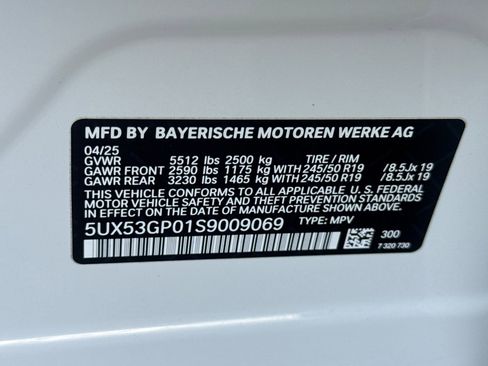 MFD BY BAYERISCHE MOTOREN WERKE AG
04/25
GVWR 5512 lbs 2500 kg TIRE / RIM
GAWR FRONT 2590 lbs 1175 kg WITH 245/50 R19 /8.5Jx 19
GAWR REAR 3230 lbs 1465 kg WITH 245/50 R19 /8.5Jx 19
THIS VEHICLE CONFORMS TO ALL APPLICABLE U. S. FEDERAL
MOTOR VEHICLE SAFETY AND THEFT PREVENTION STANDARDS
IN EFFECT ON THE DATE OF MANUFACTURE SHOWN ABOVE.
5UX53GP01S9009069 TYPE: MPV
300
7 320 730